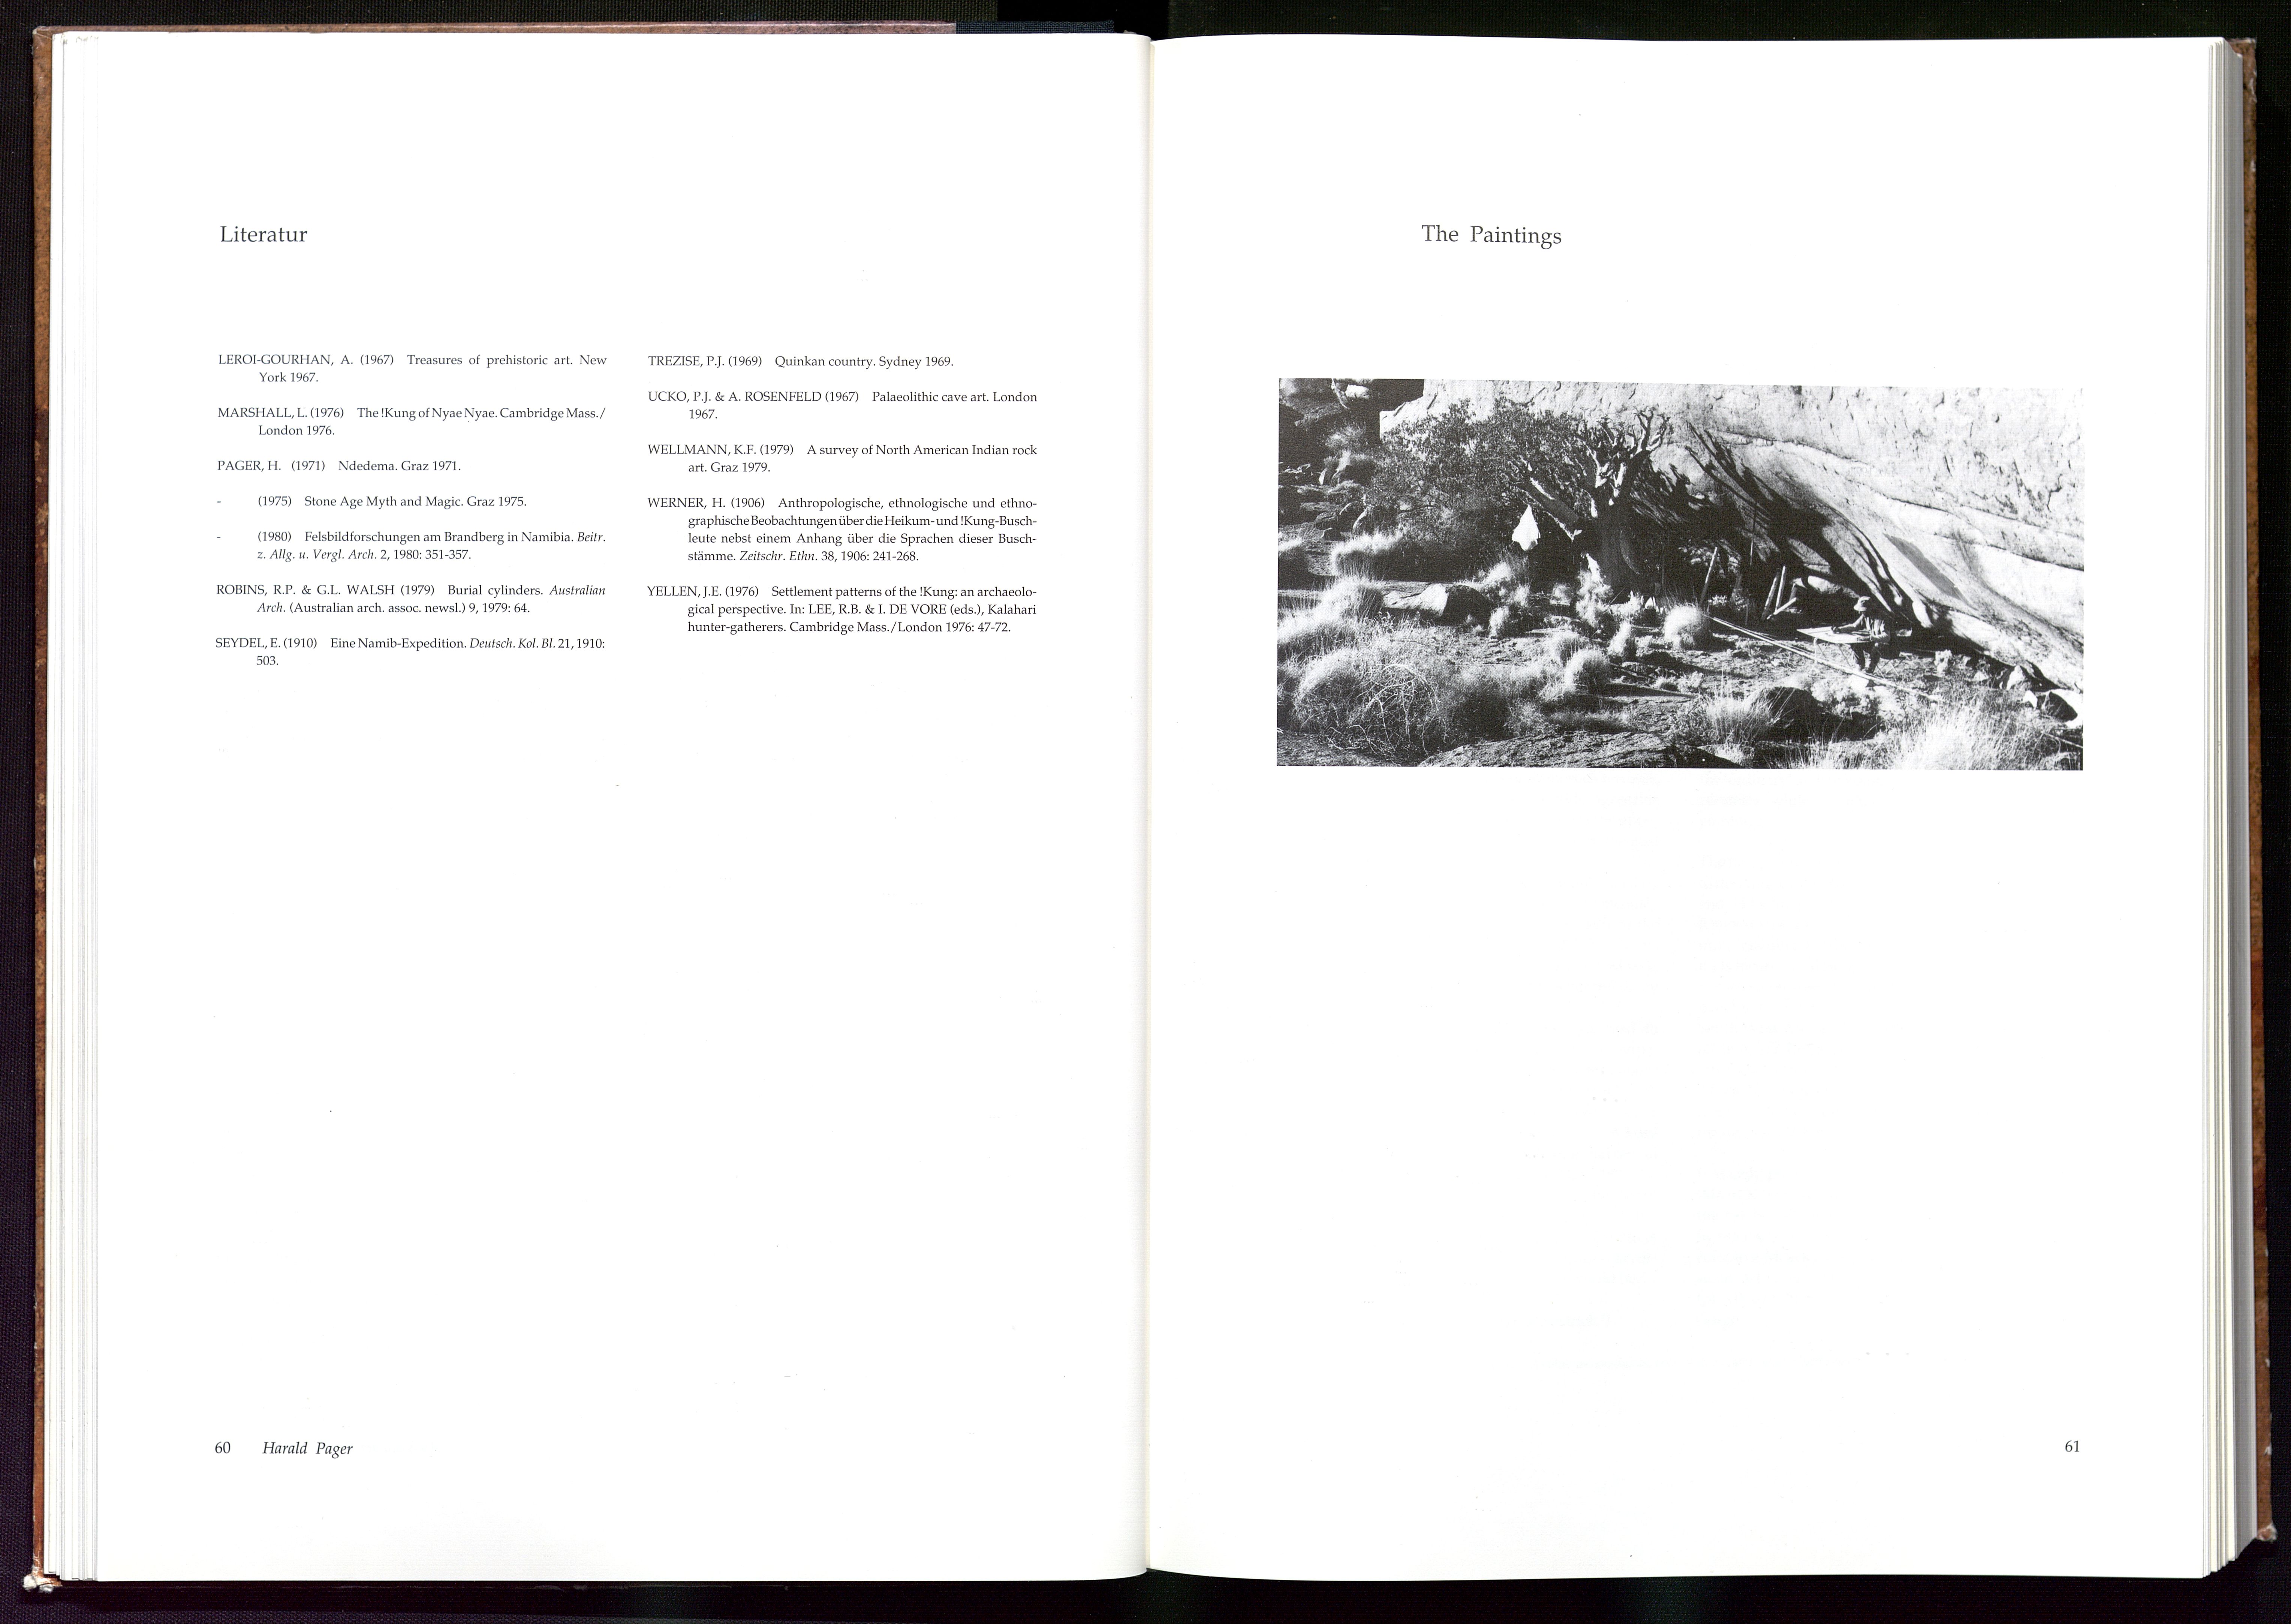 Literatur
LEROI-GOURHAN, A. (1967) Treasures of prehistoric art. New
York 1967.
MARSHALL, L. (1976) The !Kung of Nyae Nyae. Cambridge Mass./
London 1976.
PAGER, H. (1971) Ndedema. Graz 1971.
- (1975) Stone Age Myth and Magic. Graz 1975.
- (1980) Felsbildforschungen am Brandberg in Namibia. Beitr.
z. Allg. u. Vergl. Arch. 2, 1980: 351-357.
ROBINS, R.P. & G.L. WALSH (1979) Burial cylinders. Australian
Arch. (Australian arch. assoc. newsl.) 9, 1979: 64.
SEYDEL, E. (1910) Eine Namib-Expedition. Deutsch. Kol. Bl. 21, 1910:
503.
TREZISE, P.J. (1969) Quinkan country. Sydney 1969.
UCKO, P.J. & A. ROSENFELD (1967) Palaeolithic cave art. London
1967.
WELLMANN, K.F. (1979) A survey of North American Indian rock
art. Graz 1979.
WERNER, H. (1906) Anthropologische, ethnologische und ethno-
graphische Beobachtungen über die Heikum- und !Kung-Busch-
leute nebst einem Anhang über die Sprachen dieser Busch-
stämme. Zeitschr. Ethn. 38, 1906: 241-268.
YELLEN, J.E. (1976) Settlement patterns of the !Kung: an archaeolo-
gical perspective. In: LEE, R.B. & I. DE VORE (eds.), Kalahari
hunter-gatherers. Cambridge Mass./London 1976: 47-72.
60 Harald Pager
The Paintings
61